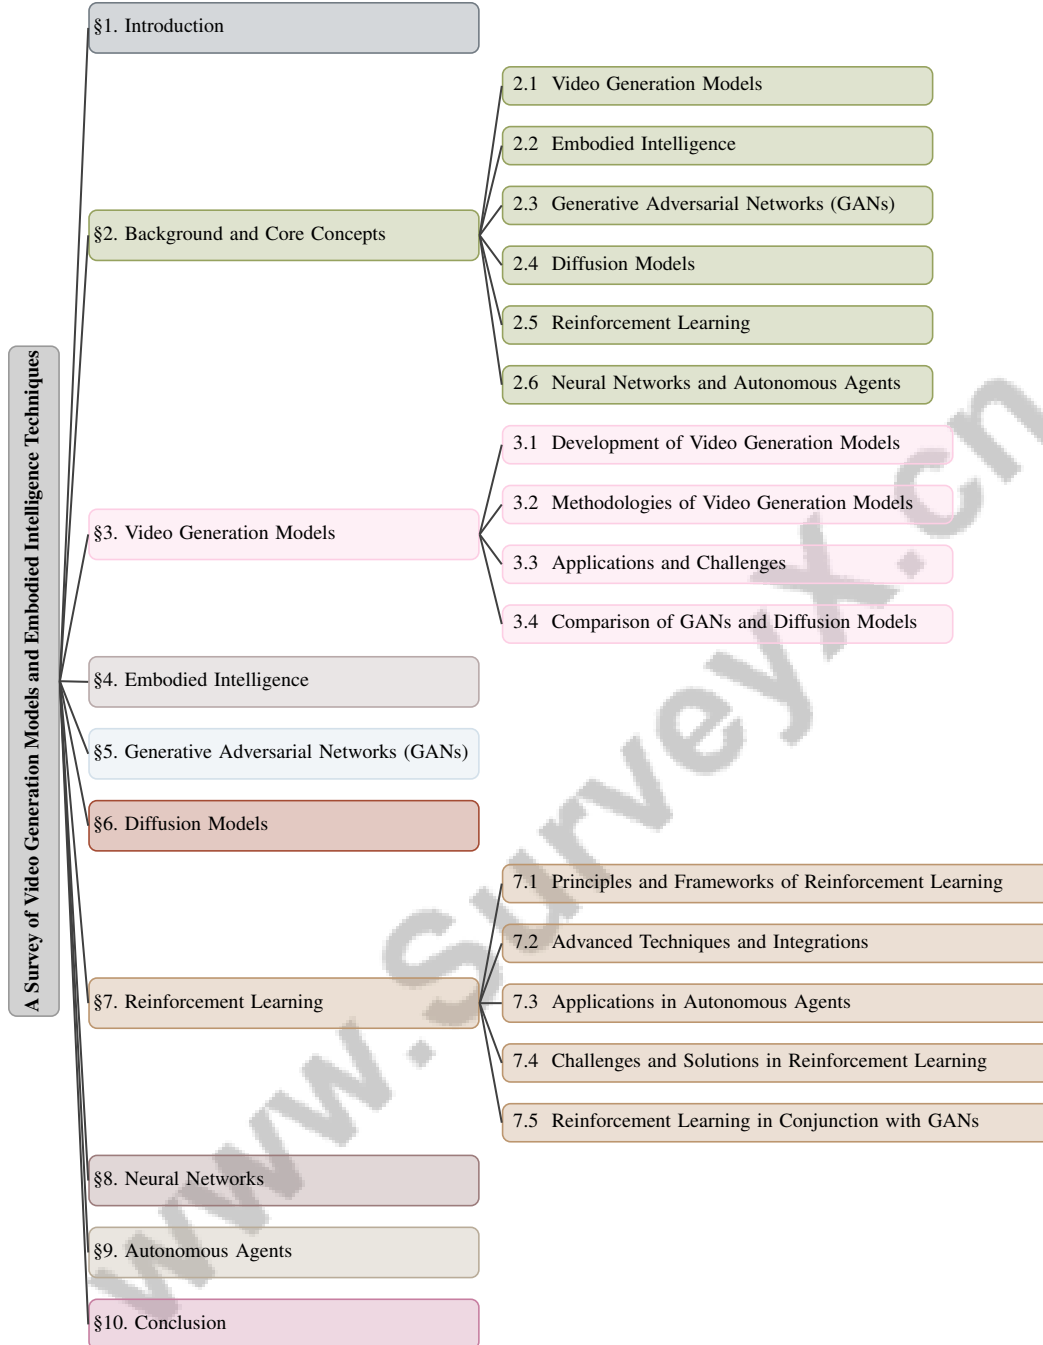 A Survey of Video Generation Models and Embodied Intelligence Techniques
§1. Introduction
§2. Background and Core Concepts
2.1 Video Generation Models
2.2 Embodied Intelligence
2.3 Generative Adversarial Networks (GANs)
2.4 Diffusion Models
2.5 Reinforcement Learning
2.6 Neural Networks and Autonomous Agents
§3. Video Generation Models
3.1 Development of Video Generation Models
3.2 Methodologies of Video Generation Models
3.3 Applications and Challenges
3.4 Comparison of GANs and Diffusion Models
§4. Embodied Intelligence
§5. Generative Adversarial Networks (GANs)
§6. Diffusion Models
§7. Reinforcement Learning
7.1 Principles and Frameworks of Reinforcement Learning
7.2 Advanced Techniques and Integrations
7.3 Applications in Autonomous Agents
7.4 Challenges and Solutions in Reinforcement Learning
7.5 Reinforcement Learning in Conjunction with GANs
§8. Neural Networks
§9. Autonomous Agents
§10. Conclusion
www.Surveyx.cn